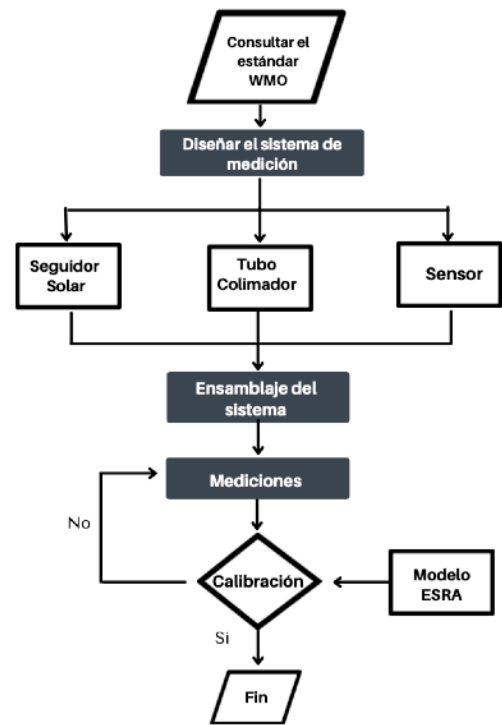 Consultar el
estándar
WMO
Diseñar el sistema de
medición
Seguidor
Solar
Tubo
Colimador
Sensor
Ensamblaje del
sistema
Mediciones
No
Calibración
Modelo
ESRA
Si
Fin